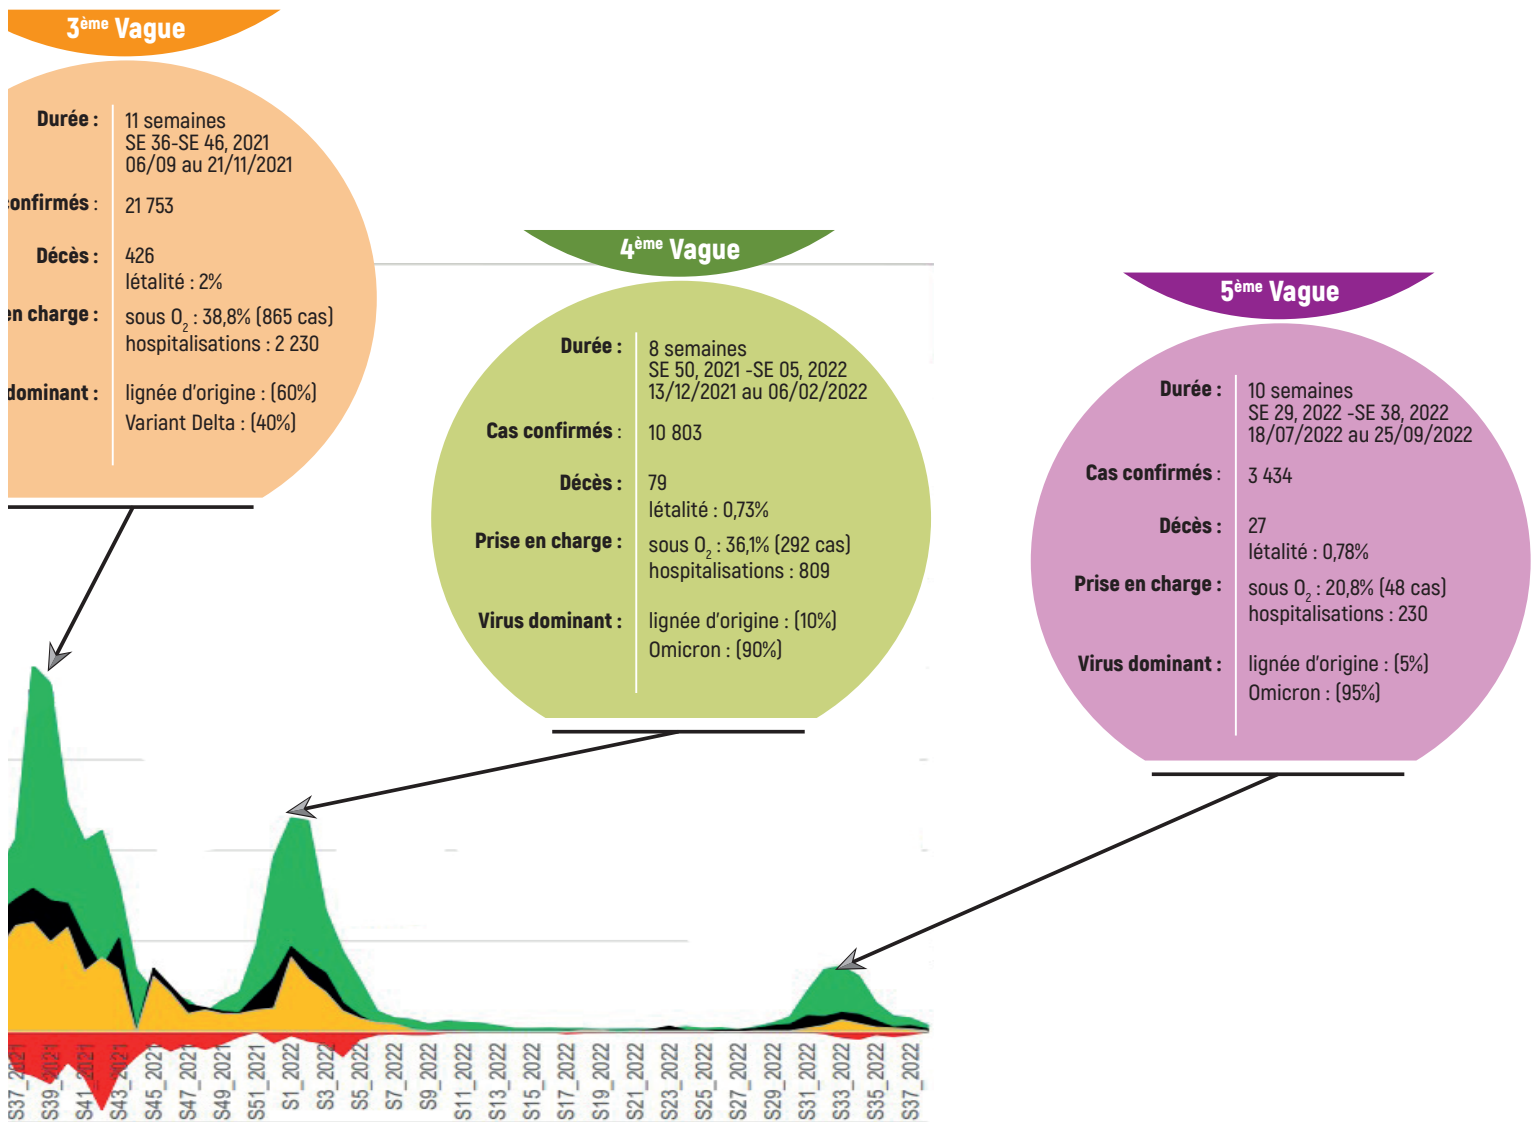 3ème Vague
Durée :
11 semaines
SE 36-SE 46, 2021
06/09 au 21/11/2021
onfirmés :
21 753
Décès :
426
létalité : 2%
en charge :
sous O2 : 38,8% (865 cas)
hospitalisations : 2 230
dominant :
lignée d'origine : (60%)
Variant Delta : (40%)
4ème Vague
Durée :
8 semaines
SE 50, 2021 -SE 05, 2022
13/12/2021 au 06/02/2022
Cas confirmés :
10 803
Décès :
79
létalité : 0,73%
Prise en charge :
sous O2 : 36,1% (292 cas)
hospitalisations : 809
Virus dominant :
lignée d'origine : (10%)
Omicron : (90%)
5ème Vague
Durée :
10 semaines
SE 29, 2022 -SE 38, 2022
18/07/2022 au 25/09/2022
Cas confirmés :
3 434
Décès :
27
létalité : 0,78%
Prise en charge :
sous O2 : 20,8% (48 cas)
hospitalisations : 230
Virus dominant :
lignée d'origine : (5%)
Omicron : (95%)
S37_2021
S39_2021
S41_2021
S43_2021
S45_2021
S47_2021
S49_2021
S51_2021
S1_2022
S3_2022
S5_2022
S7_2022
S9_2022
S11_2022
S13_2022
S15_2022
S17_2022
S19_2022
S21_2022
S23_2022
S25_2022
S27_2022
S29_2022
S31_2022
S33_2022
S35_2022
S37_2022